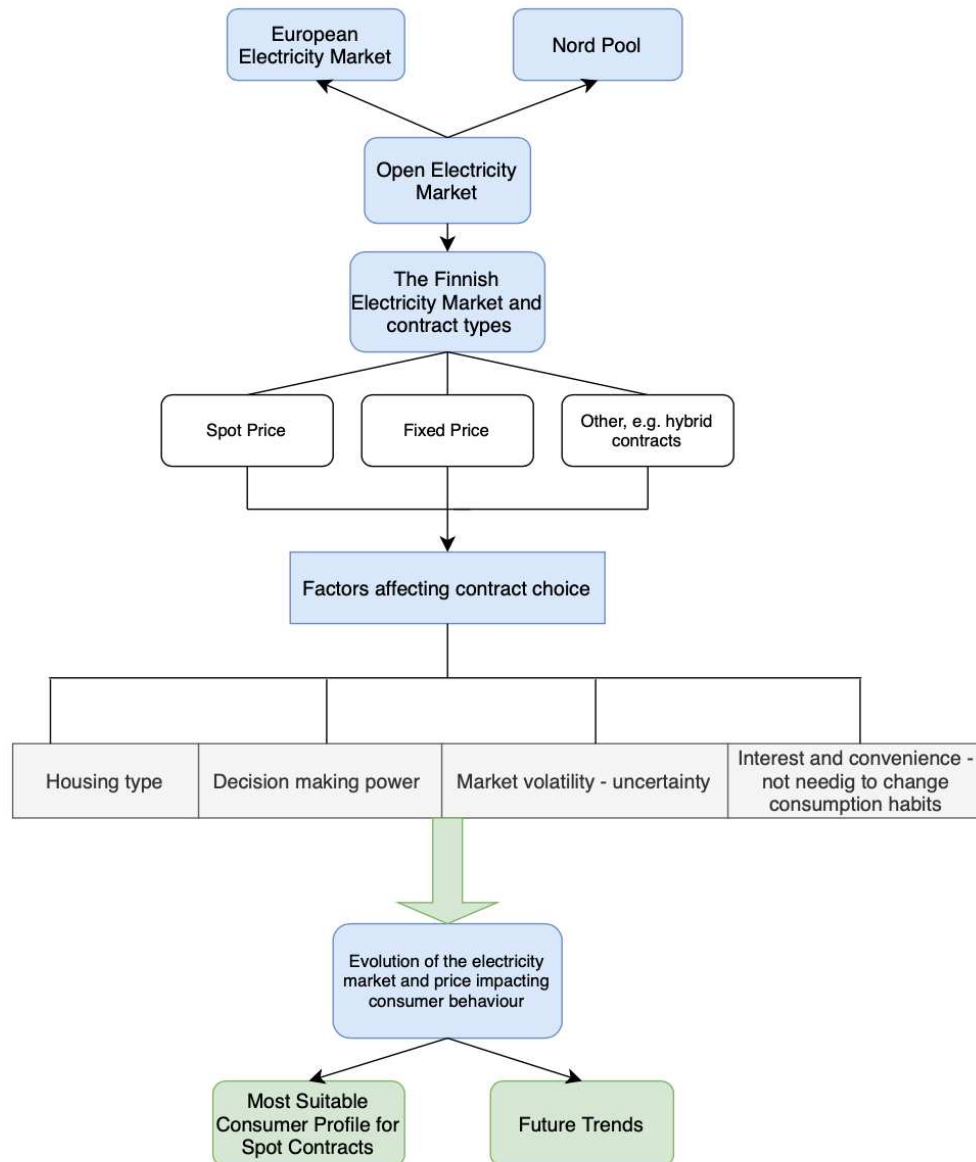 European
Electricity Market
Nord Pool
Open Electricity
Market
The Finnish
Electricity Market and
contract types
Spot Price
Fixed Price
Other, e.g. hybrid
contracts
Factors affecting contract choice
Housing type
Decision making power
Market volatility - uncertainty
Interest and convenience -
not needig to change
consumption habits
Evolution of the electricity
market and price impacting
consumer behaviour
Most Suitable
Consumer Profile for
Spot Contracts
Future Trends